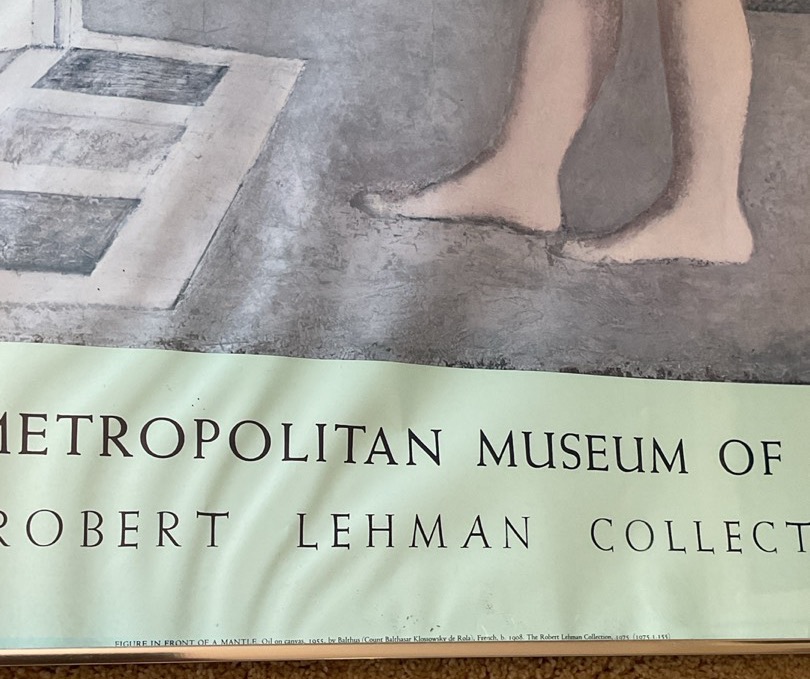 METROPOLITAN MUSEUM OF
ROBERT LEHMAN COLLECT
FIGURE IN FRONT OF A MANTLE. Oil on canvas, 1955, by Balthus (Count Balthasar Klossowsky de Rola), French, b. 1908. The Robert Lehman Collection, 1975 (1975.1.155)